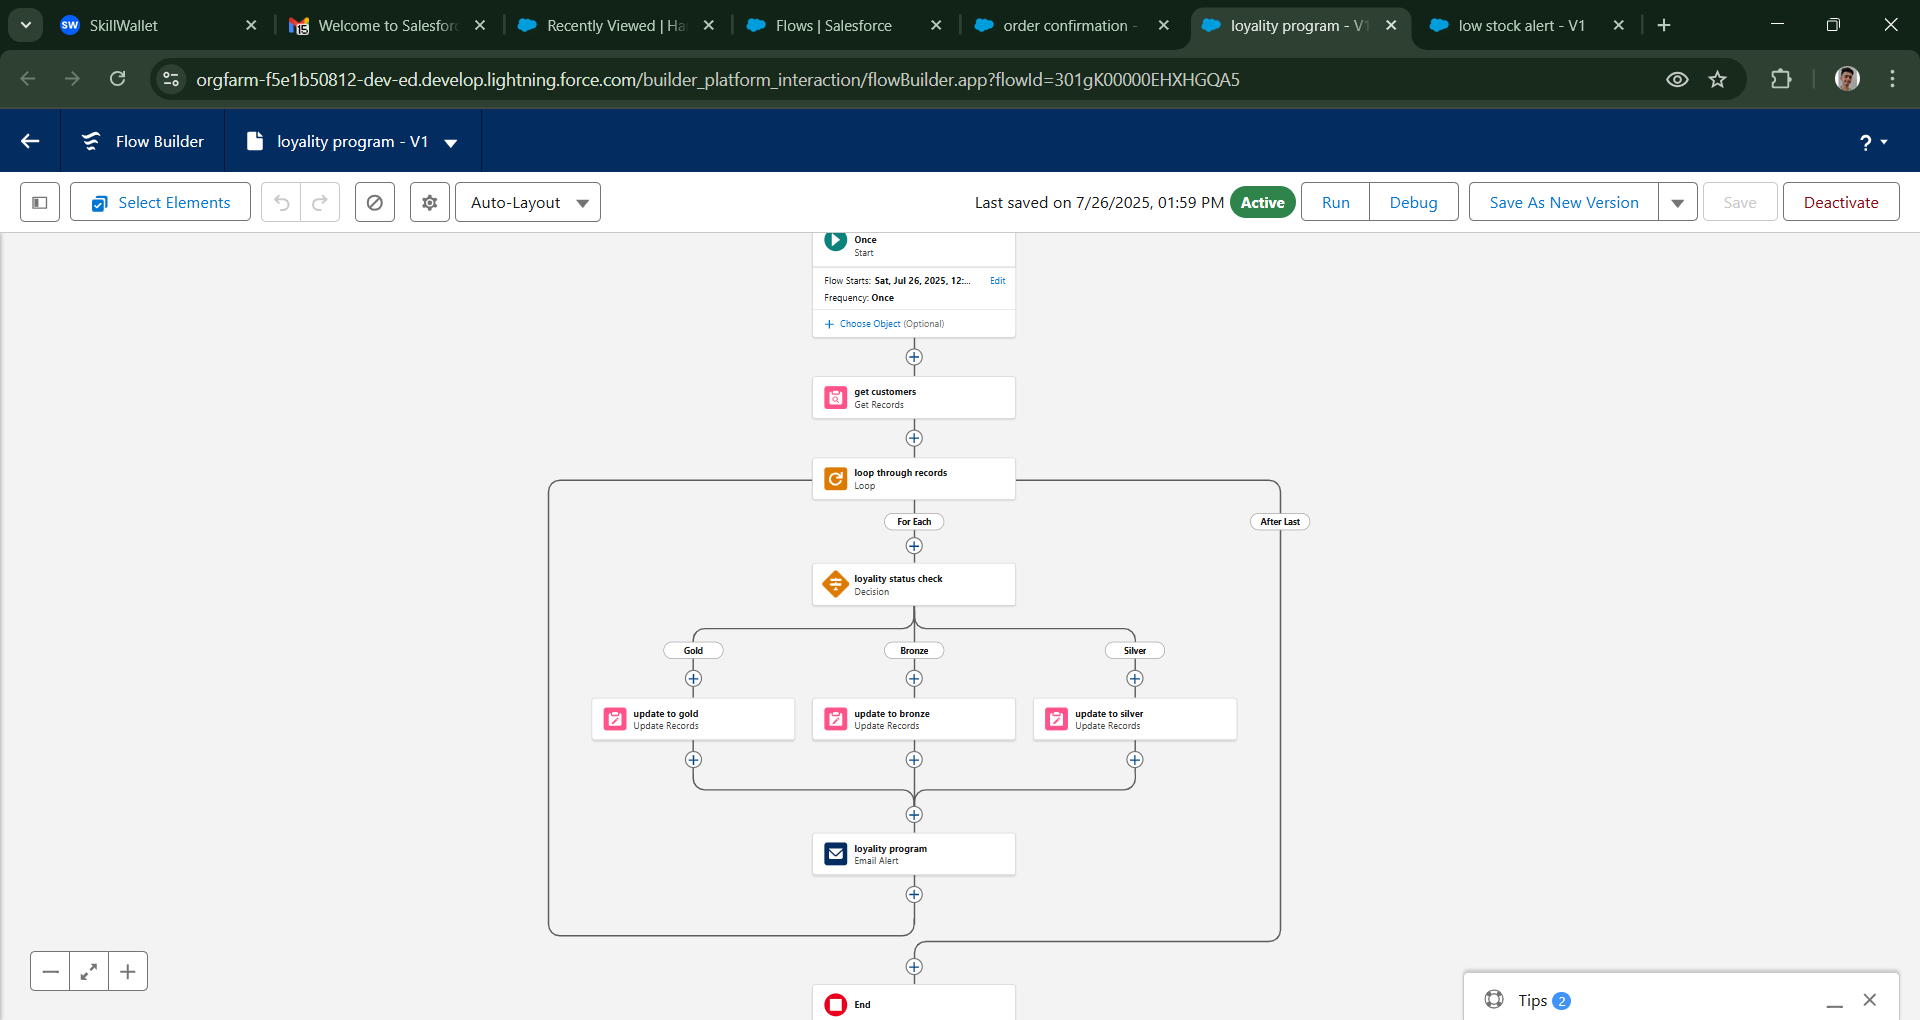 SkillWallet
Welcome to Salesforc
Recently Viewed | Ha
Flows | Salesforce
order confirmation -
loyality program - V1
low stock alert - V1
orgfarm-f5e1b50812-dev-ed.develop.lightning.force.com/builder_platform_interaction/flowBuilder.app?flowId=301gK00000EHXHGQA5
Flow Builder
loyality program - V1
?
Select Elements
Auto-Layout
Last saved on 7/26/2025, 01:59 PM
Active
Run
Debug
Save As New Version
Save
Deactivate
Once
Start
Flow Starts: Sat, Jul 26, 2025, 12:...
Edit
Frequency: Once
Choose Object (Optional)
get customers
Get Records
loop through records
Loop
For Each
After Last
loyality status check
Decision
Gold
Bronze
Silver
update to gold
Update Records
update to bronze
Update Records
update to silver
Update Records
loyality program
Email Alert
End
Tips 2